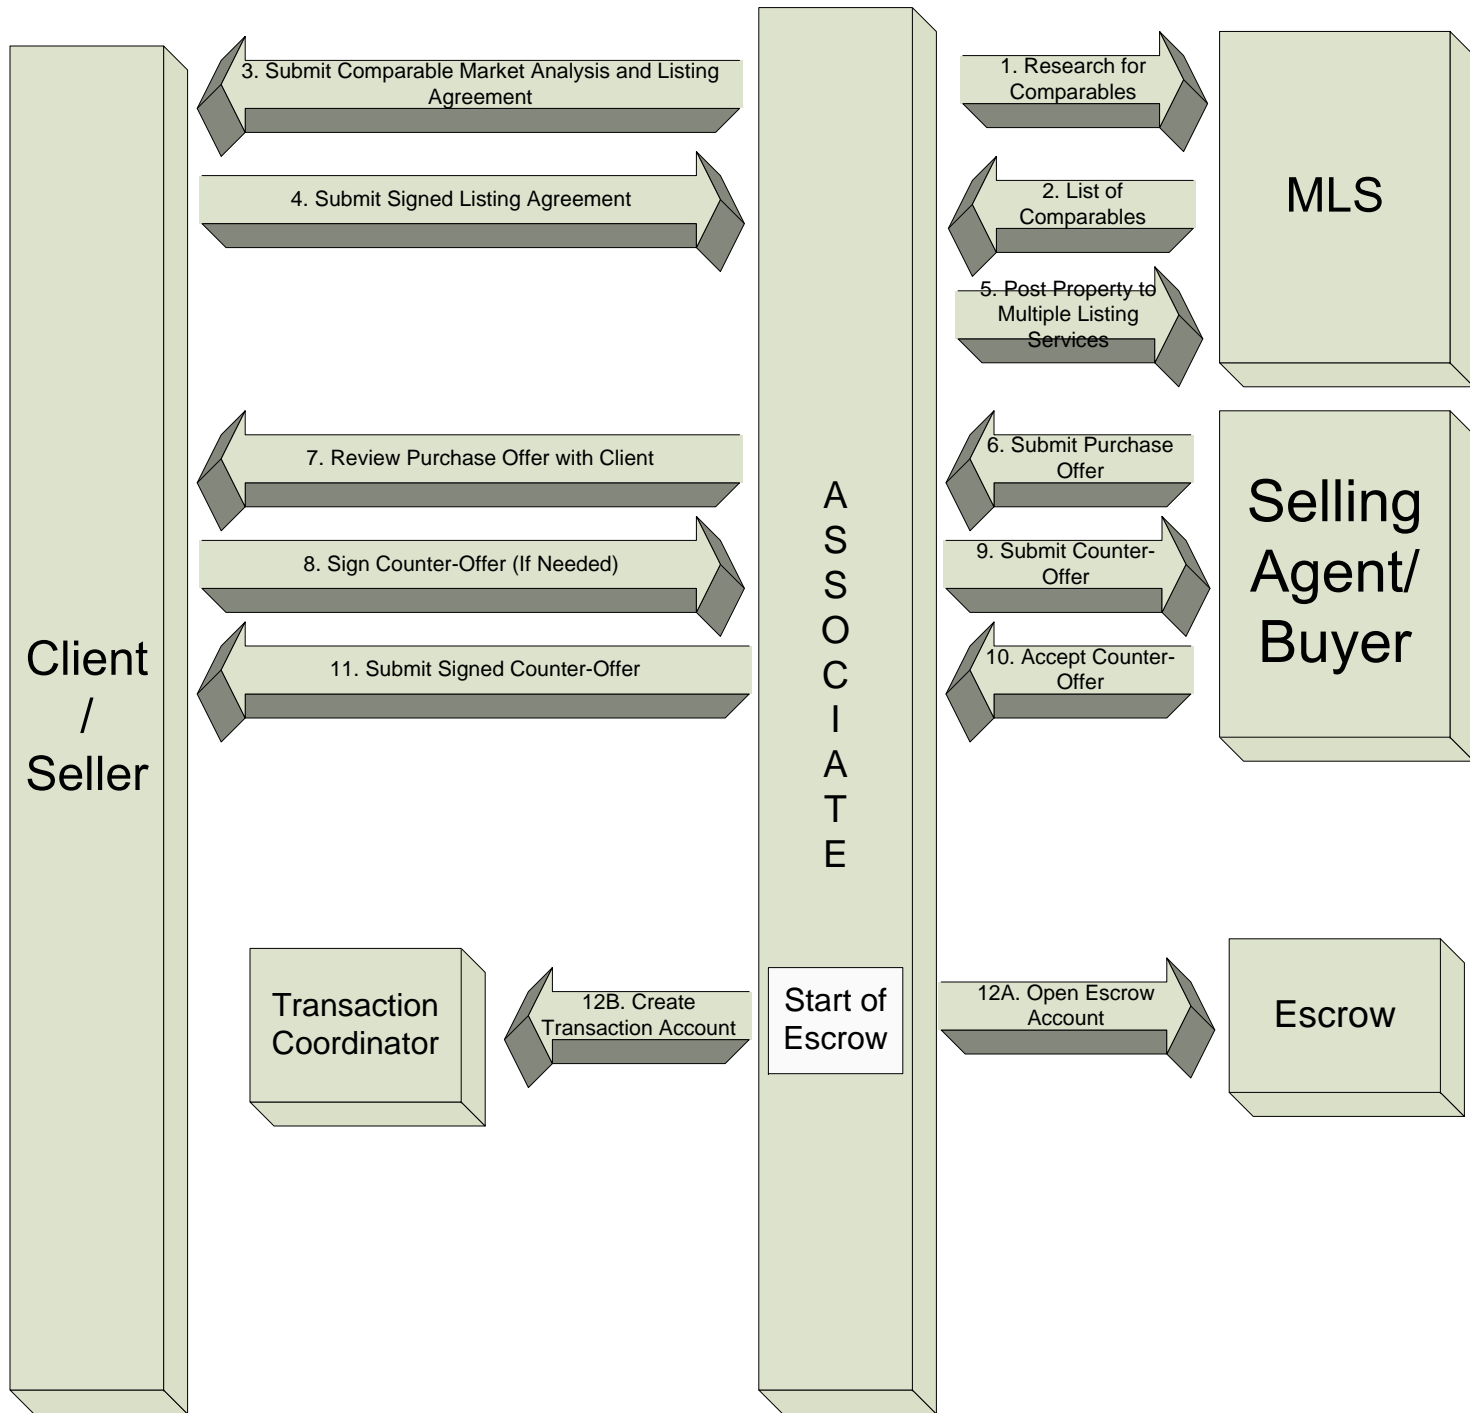 3. Submit Comparable Market Analysis and Listing
Agreement
1. Research for
Comparables
4. Submit Signed Listing Agreement
2. List of
Comparables
MLS
5. Post Property to
Multiple Listing
Services
7. Review Purchase Offer with Client
6. Submit Purchase
Offer
8. Sign Counter-Offer (If Needed)
9. Submit Counter-
Offer
11. Submit Signed Counter-Offer
10. Accept Counter-
Offer
Selling
Agent/
Buyer
Client
/
Seller
A
S
S
O
C
I
A
T
E
Transaction
Coordinator
12B. Create
Transaction Account
Start of
Escrow
12A. Open Escrow
Account
Escrow